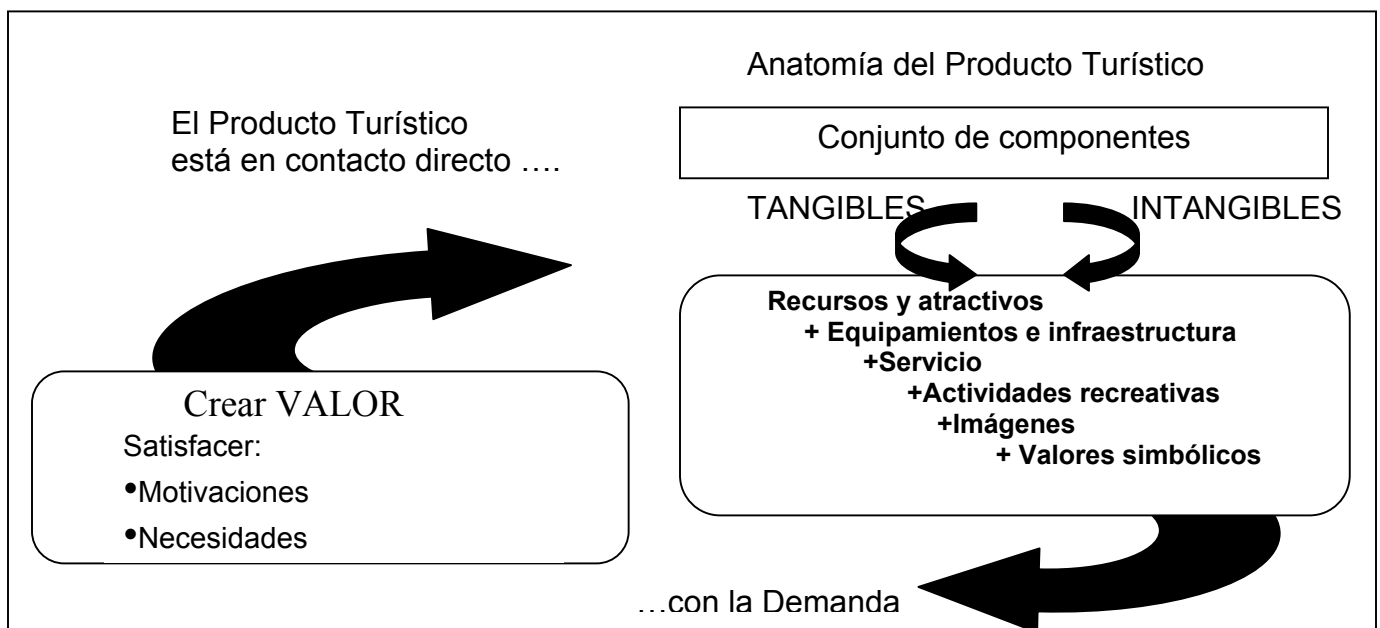 Anatomía del Producto Turístico
El Producto Turístico
está en contacto directo ….
Conjunto de componentes
TANGIBLES
INTANGIBLES
Recursos y atractivos
+ Equipamientos e infraestructura
+Servicio
+Actividades recreativas
+Imágenes
+ Valores simbólicos
Crear VALOR
Satisfacer:
•Motivaciones
•Necesidades
…con la Demanda